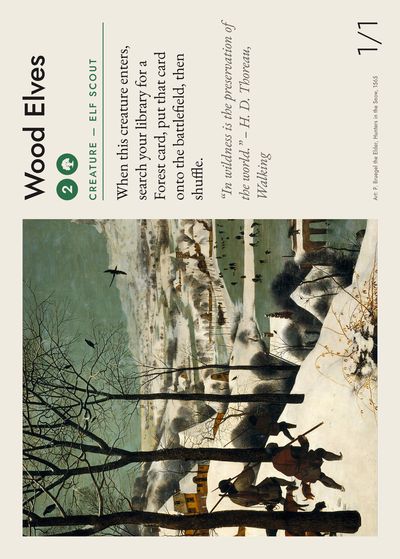 Wood Elves
2
CREATURE — ELF SCOUT
When this creature enters,
search your library for a
Forest card, put that card
onto the battlefield, then
shuffle.
“In wildness is the preservation of
the world.” – H. D. Thoreau,
Walking
1/1
Art: P. Bruegel the Elder, Hunters in the Snow, 1565